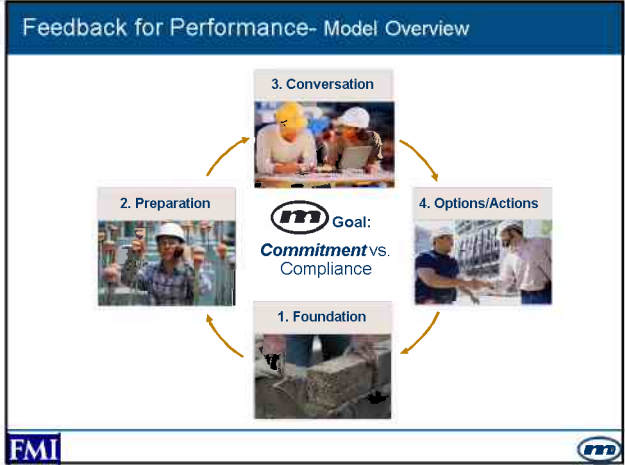 Feedback for Performance- Model Overview
3. Conversation
2. Preparation
4. Options/Actions
m Goal:
Commitment vs.
Compliance
1. Foundation
FMI
m